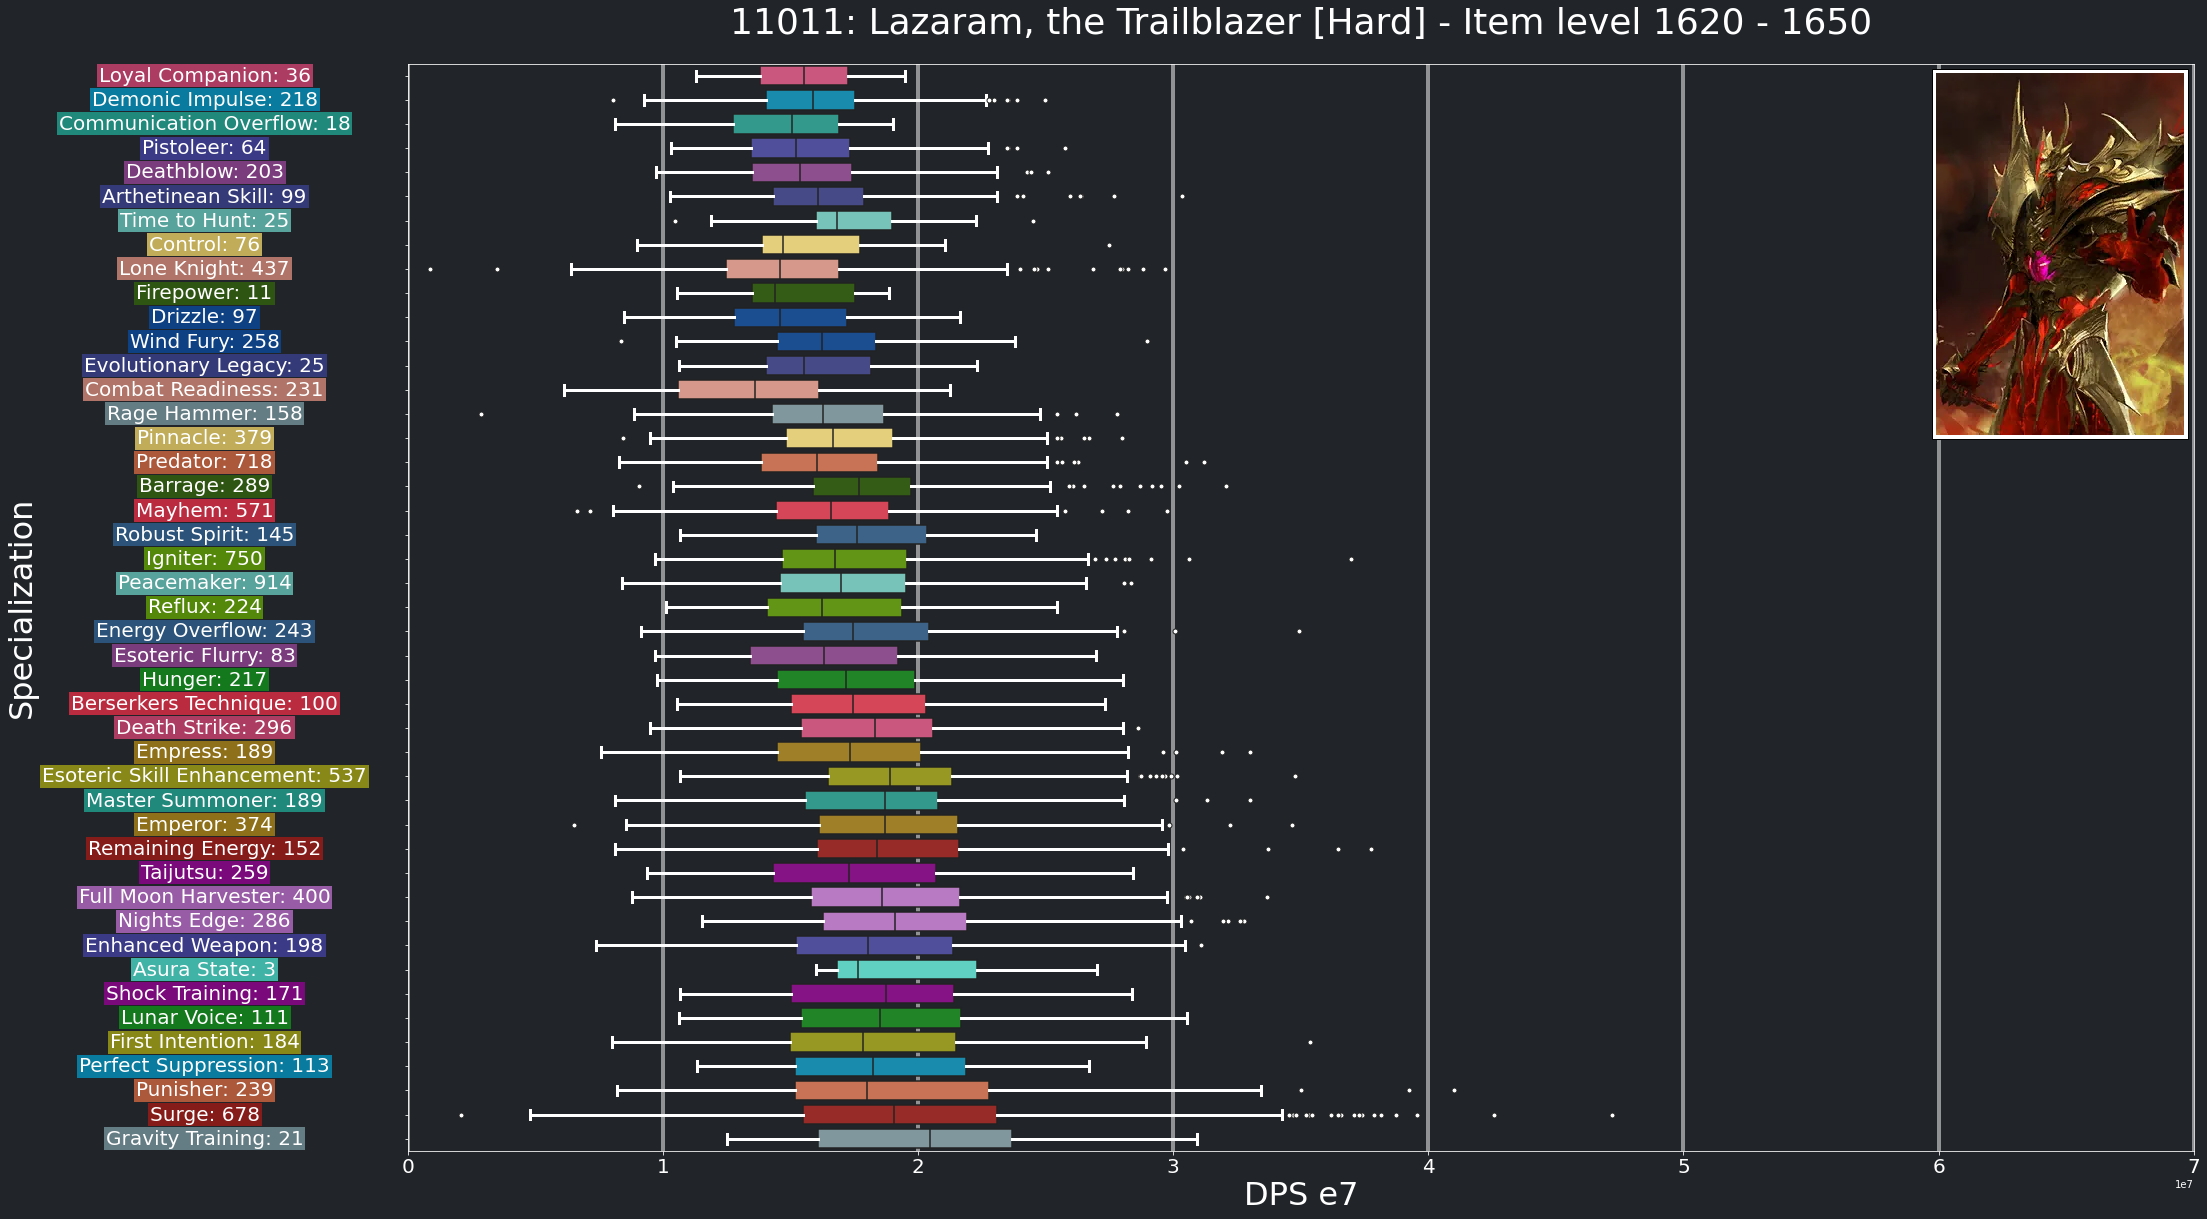 11011: Lazaram, the Trailblazer [Hard] - Item level 1620 - 1650
Loyal Companion: 36
Demonic Impulse: 218
Communication Overflow: 18
Pistoleer: 64
Deathblow: 203
Arthetinean Skill: 99
Time to Hunt: 25
Control: 76
Lone Knight: 437
Firepower: 11
Drizzle: 97
Wind Fury: 258
Evolutionary Legacy: 25
Combat Readiness: 231
Rage Hammer: 158
Pinnacle: 379
Predator: 718
Barrage: 289
Mayhem: 571
Robust Spirit: 145
Igniter: 750
Peacemaker: 914
Reflux: 224
Energy Overflow: 243
Esoteric Flurry: 83
Hunger: 217
Berserkers Technique: 100
Death Strike: 296
Empress: 189
Esoteric Skill Enhancement: 537
Master Summoner: 189
Emperor: 374
Remaining Energy: 152
Taijutsu: 259
Full Moon Harvester: 400
Nights Edge: 286
Enhanced Weapon: 198
Asura State: 3
Shock Training: 171
Lunar Voice: 111
First Intention: 184
Perfect Suppression: 113
Punisher: 239
Surge: 678
Gravity Training: 21
Specialization
0 1 2 3 4 5 6 7
1e7
DPS e7